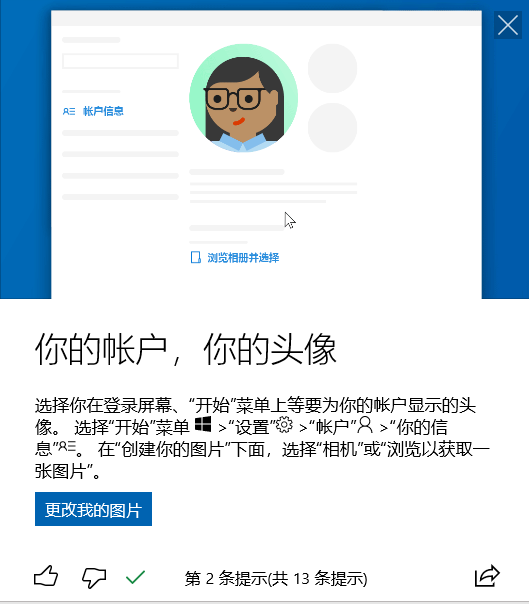 帐户信息
浏览相册并选择
你的帐户，你的头像
选择你在登录屏幕、“开始”菜单上等要为你的帐户显示的头
像。 选择“开始”菜单 >“设置” >“帐户” >“你的信
息”。 在“创建你的图片”下面，选择“相机”或“浏览以获取一
张图片”。
更改我的图片
第 2 条提示(共 13 条提示)